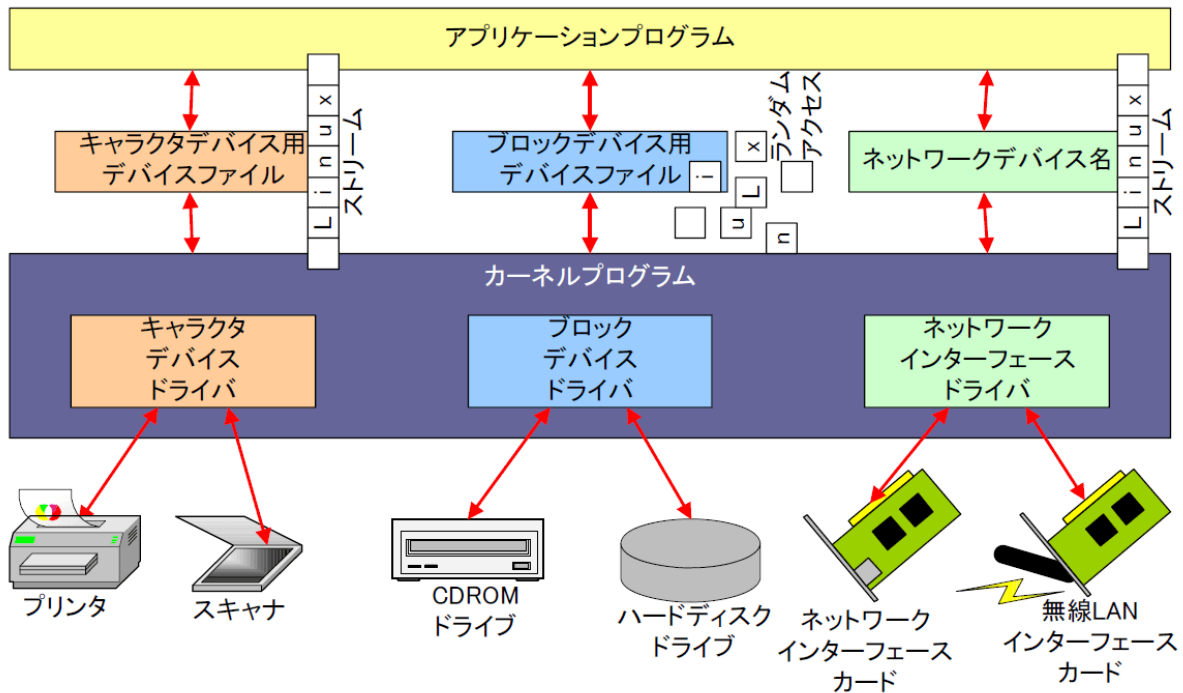 アプリケーションプログラム
キャラクタデバイス用
デバイスファイル
Linux
ストリーム
ブロックデバイス用
デバイスファイル
ランダム
アクセス
x
i
L
u
n
ネットワークデバイス名
Linux
ストリーム
カーネルプログラム
キャラクタ
デバイス
ドライバ
ブロック
デバイス
ドライバ
ネットワーク
インターフェース
ドライバ
プリンタ
スキャナ
CDROM
ドライブ
ハードディスク
ドライブ
ネットワーク
インターフェース
カード
無線LAN
インターフェース
カード